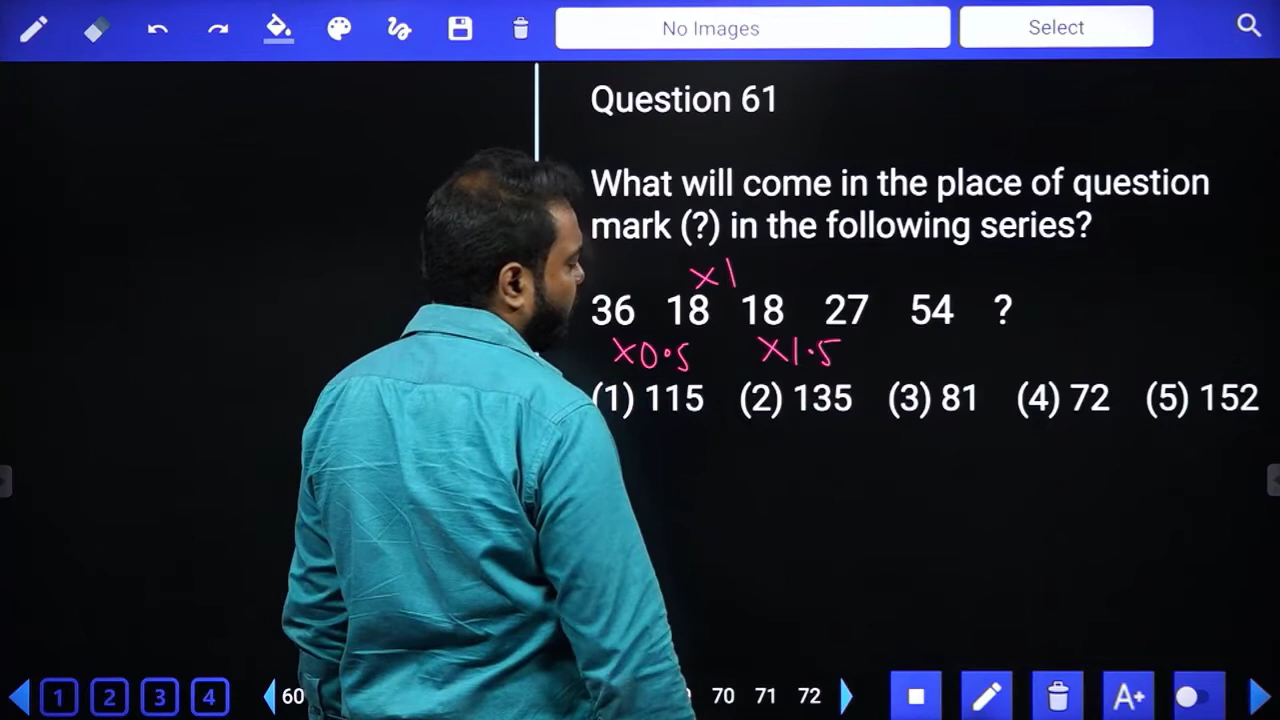 No Images Select
Question 61
What will come in the place of question
mark (?) in the following series?
×1
36 18 18 27 54 ?
×0.5 ×1.5
(1) 115 (2) 135 (3) 81 (4) 72 (5) 152
1 2 3 4 60 70 71 72 A+